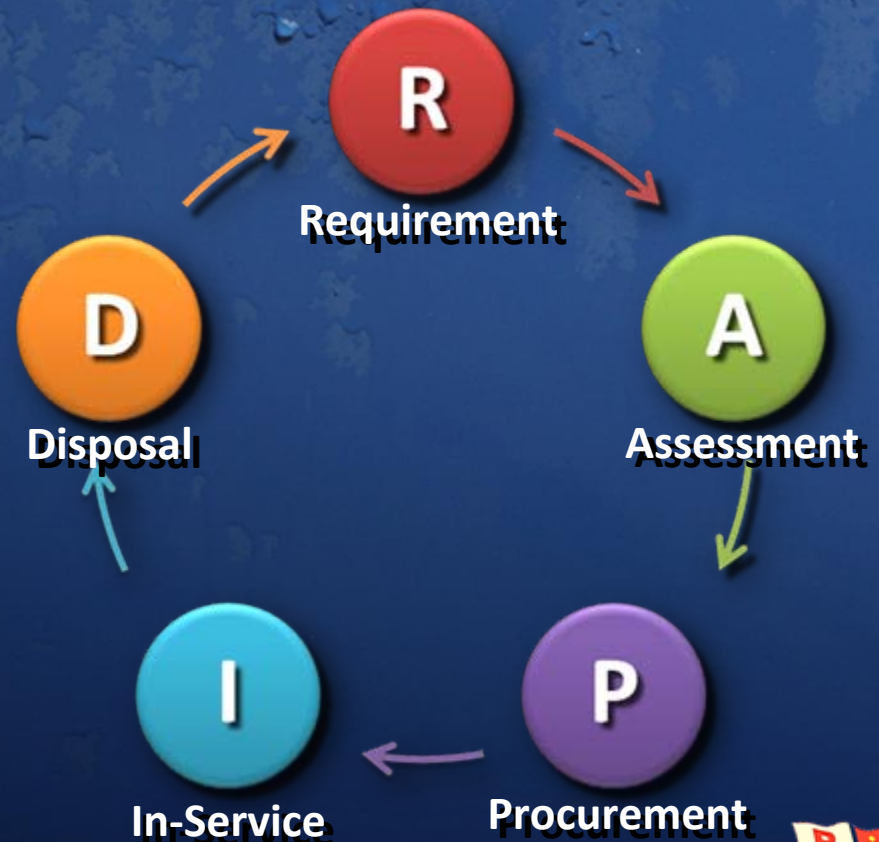 R
Requirement
D
A
Disposal
Assessment
I
P
In-Service
Procurement